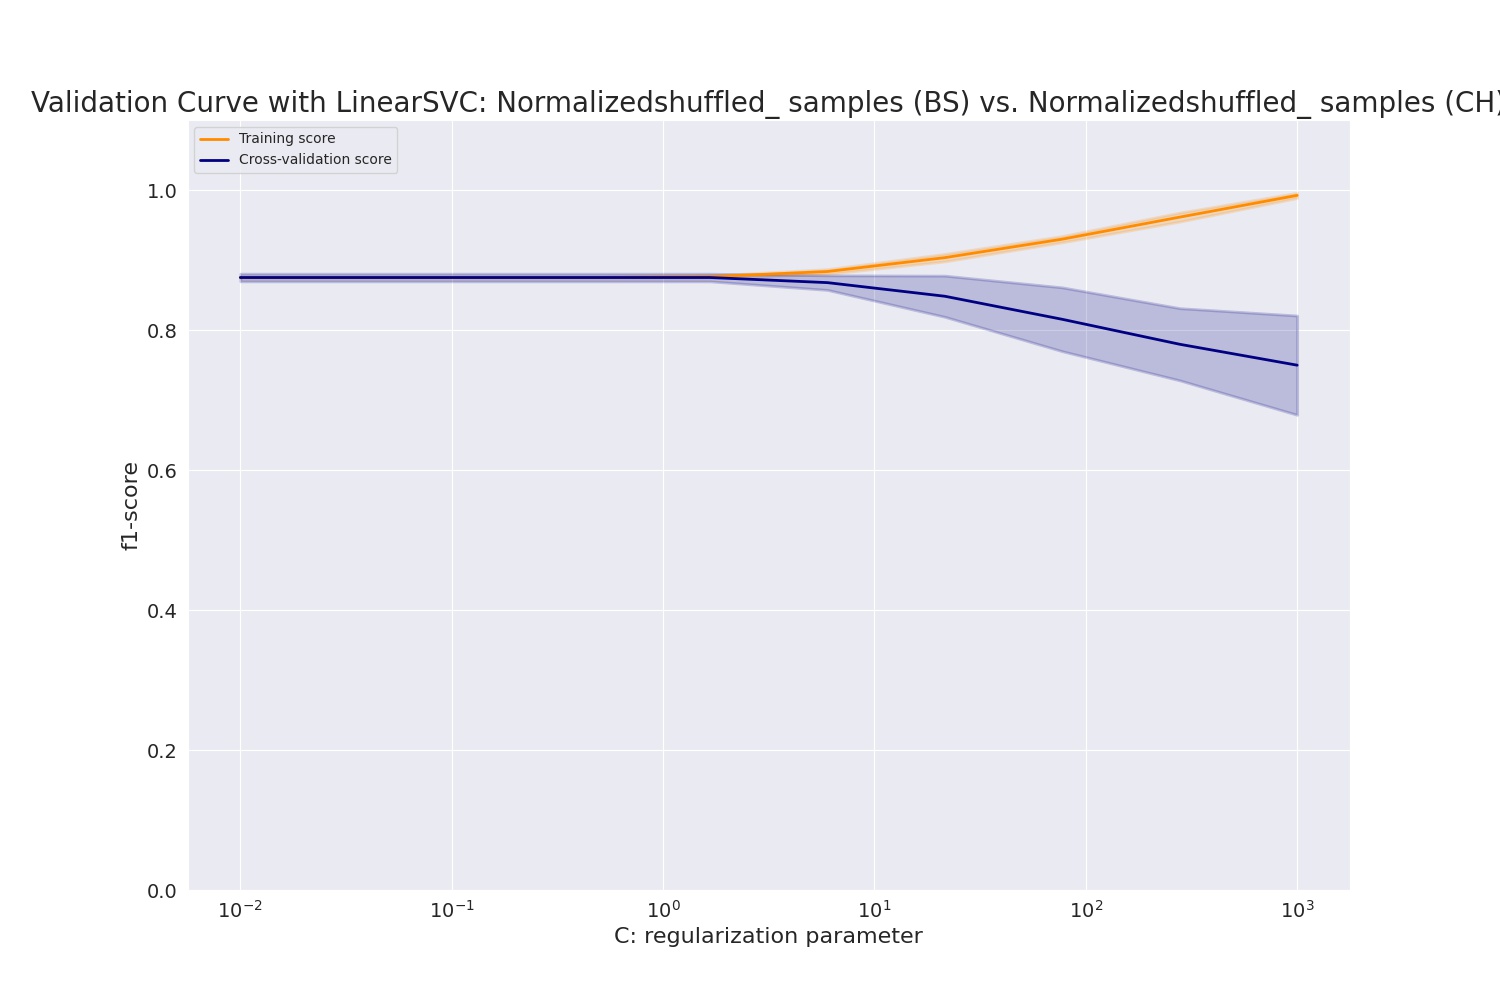 Validation Curve with LinearSVC: Normalizedshuffled_ samples (BS) vs. Normalizedshuffled_ samples (CH)
Training score
Cross-validation score
1.0
0.8
0.6
0.4
0.2
0.0
f1-score
10⁻² 10⁻¹ 10⁰ 10¹ 10² 10³
C: regularization parameter